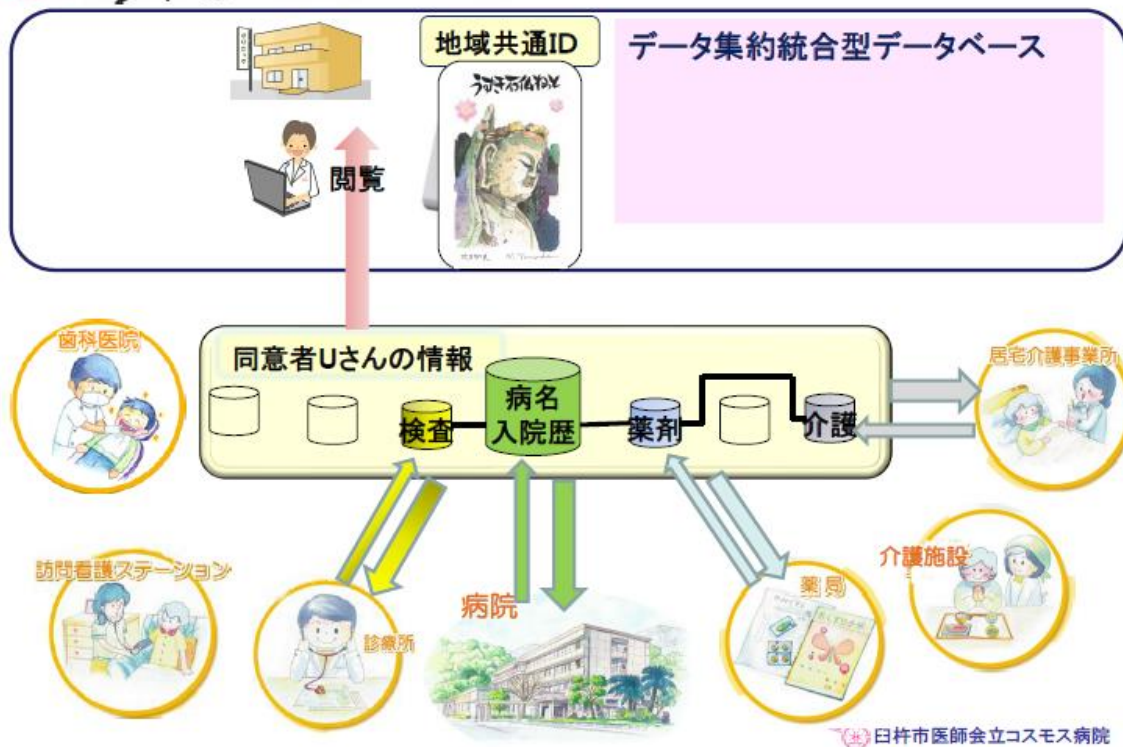 地域共通ID
データ集約統合型データベース
うすき石仏ねっと
閲覧
歯科医院
同意者Uさんの情報
居宅介護事業所
検査
病名
入院歴
薬剤
介護
訪問看護ステーション
診療所
病院
薬局
介護施設
臼杵市医師会立コスモス病院